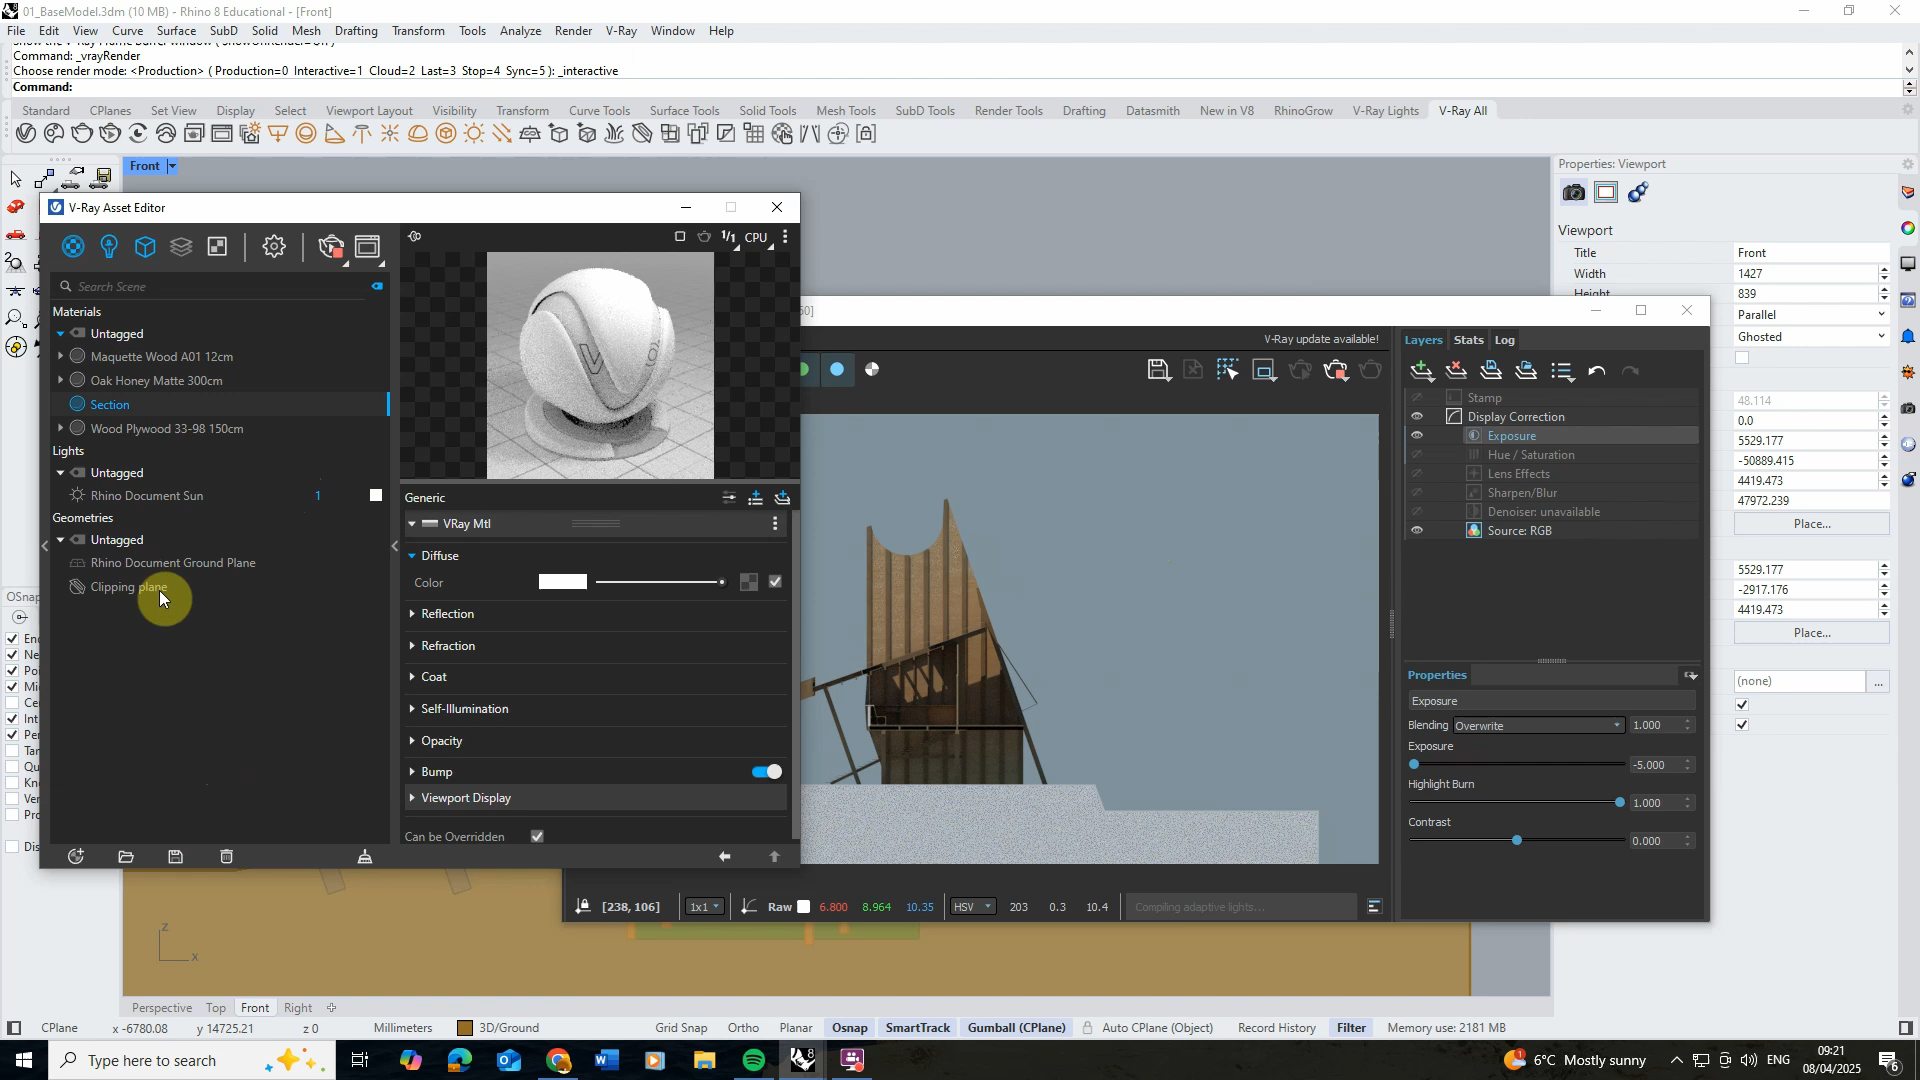 01_BaseModel.3dm (10 MB) - Rhino 8 Educational - [Front]
File Edit View Curve Surface SubD Solid Mesh Drafting Transform Tools Analyze Render V-Ray Window Help
Show the V-Ray Frame Buffer window ( ShowOnRender=On )
Command: _vrayRender
Choose render mode: <Production> ( Production=0 Interactive=1 Cloud=2 Last=3 Stop=4 Sync=5 ): _interactive
Command:
Standard CPlanes Set View Display Select Viewport Layout Visibility Transform Curve Tools Surface Tools Solid Tools Mesh Tools SubD Tools Render Tools Drafting Datasmith New in V8 RhinoGrow V-Ray Lights V-Ray All
Front
V-Ray Asset Editor
1/1 CPU
Search Scene
Materials
Untagged
Maquette Wood A01 12cm
Oak Honey Matte 300cm
Section
Wood Plywood 33-98 150cm
Lights
Untagged
Rhino Document Sun 1
Geometries
Untagged
Rhino Document Ground Plane
Clipping plane
Generic
VRay Mtl
Diffuse
Color
Reflection
Refraction
Coat
Self-Illumination
Opacity
Bump
Viewport Display
Can be Overridden
V-Ray update available!
Layers Stats Log
Stamp
Display Correction
Exposure
Hue / Saturation
Lens Effects
Sharpen/Blur
Denoiser: unavailable
Source: RGB
Properties
Exposure
Blending Overwrite 1.000
Exposure
-5.000
Highlight Burn
1.000
Contrast
0.000
[238, 106] 1x1 Raw 6.800 8.964 10.35 HSV 203 0.3 10.4 Compiling adaptive lights...
Properties: Viewport
Viewport
Title Front
Width 1427
Height 839
Parallel
Ghosted
48.114
0.0
5529.177
-50889.415
4419.473
47972.239
Place...
5529.177
-2917.176
4419.473
Place...
(none) ...
OSnap
z
x
Perspective Top Front Right
CPlane x -6780.08 y 14725.21 z 0 Millimeters 3D/Ground Grid Snap Ortho Planar Osnap SmartTrack Gumball (CPlane) Auto CPlane (Object) Record History Filter Memory use: 2181 MB
Type here to search
6°C Mostly sunny ENG 09:21
08/04/2025
6